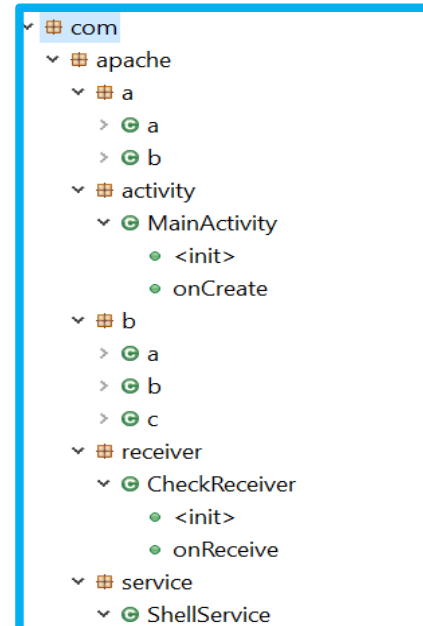 com
apache
a
a
b
activity
MainActivity
<init>
onCreate
b
a
b
c
receiver
CheckReceiver
<init>
onReceive
service
ShellService